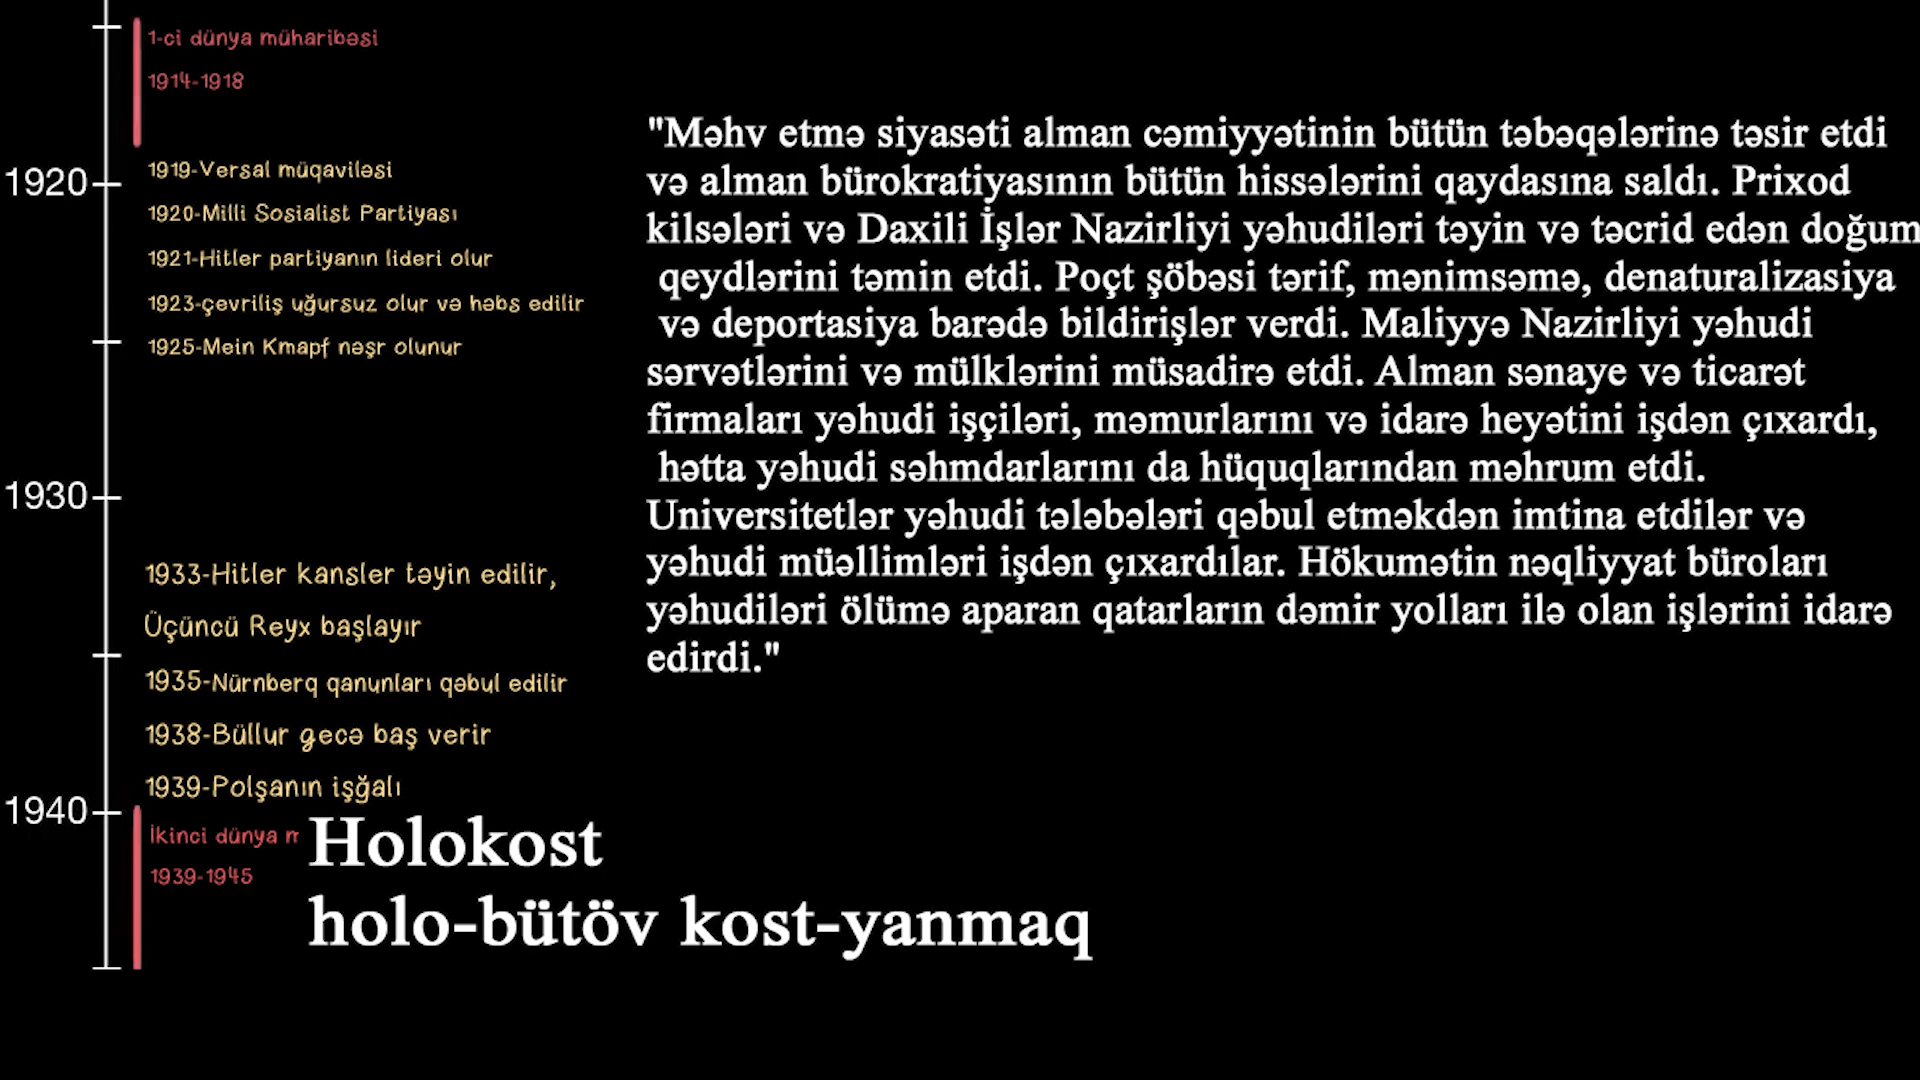 1-ci dünya müharibəsi
1914-1918
1920
1919-Versal müqaviləsi
1920-Milli Sosialist Partiyası
1921-Hitler partiyanın lideri olur
1923-çevriliş uğursuz olur və həbs edilir
1925-Mein Kmapf nəşr olunur
1930
1933-Hitler kansler təyin edilir,
Üçüncü Reyx başlayır
1935-Nürnberq qanunları qəbul edilir
1938-Büllur gecə baş verir
1939-Polşanın işğalı
1940
İkinci dünya m
1939-1945
"Məhv etmə siyasəti alman cəmiyyətinin bütün təbəqələrinə təsir etdi
və alman bürokratiyasının bütün hissələrini qaydasına saldı. Prixod
kilsələri və Daxili İşlər Nazirliyi yəhudiləri təyin və təcrid edən doğum
qeydlərini təmin etdi. Poçt şöbəsi tərif, mənimsəmə, denaturalizasiya
və deportasiya barədə bildirişlər verdi. Maliyyə Nazirliyi yəhudi
sərvətlərini və mülklərini müsadirə etdi. Alman sənaye və ticarət
firmaları yəhudi işçiləri, məmurlarını və idarə heyətini işdən çıxardı,
hətta yəhudi səhmdarlarını da hüquqlarından məhrum etdi.
Universitetlər yəhudi tələbələri qəbul etməkdən imtina etdilər və
yəhudi müəllimləri işdən çıxardılar. Hökumətin nəqliyyat büroları
yəhudiləri ölümə aparan qatarların dəmir yolları ilə olan işlərini idarə
edirdi."
Holokost
holo-bütöv kost-yanmaq